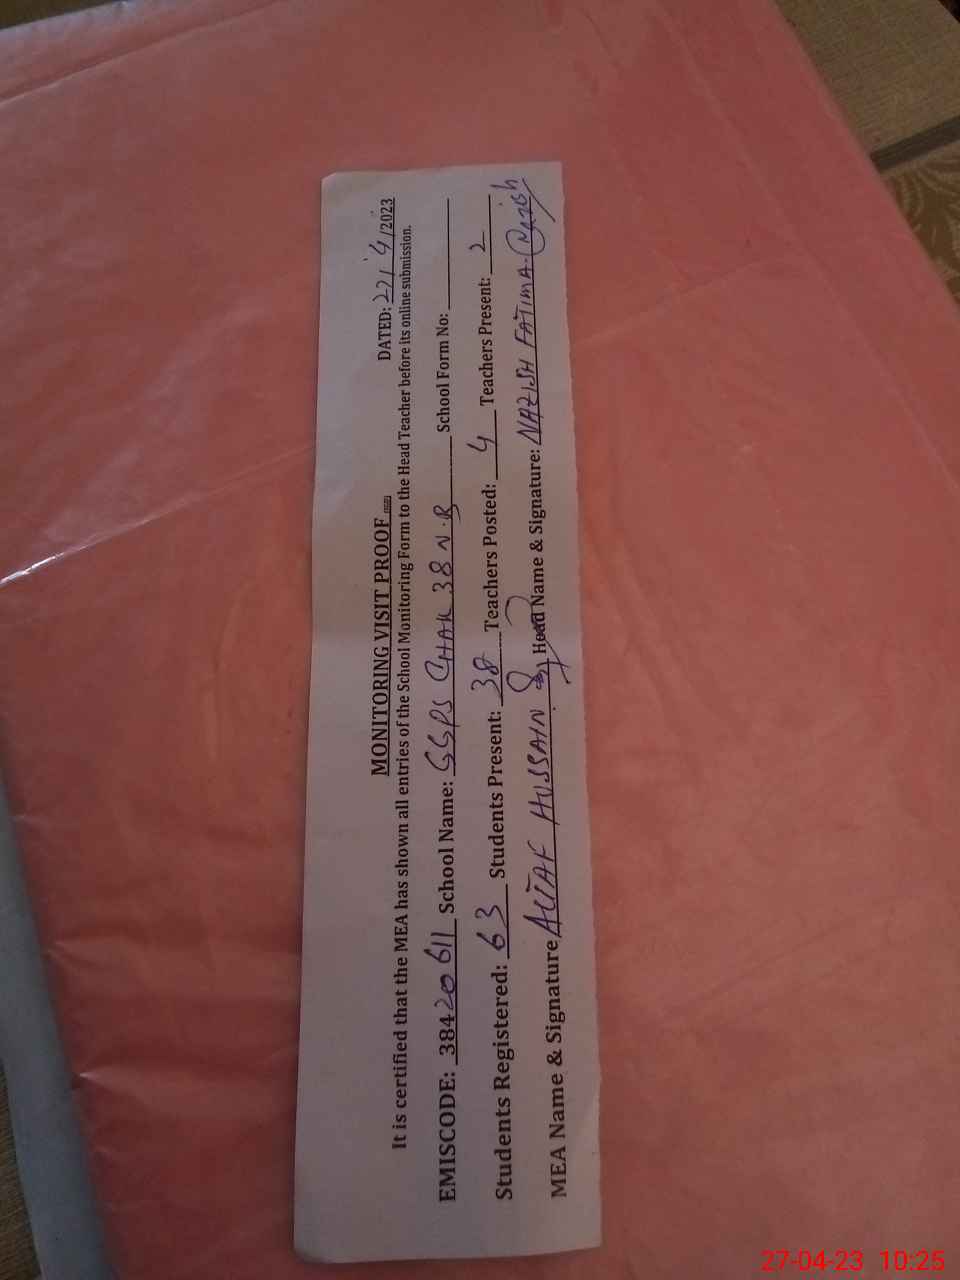 MONITORING VISIT PROOF
DATED: 27/4/2023
It is certified that the MEA has shown all entries of the School Monitoring Form to the Head Teacher before its online submission.
EMISCODE: 38420611 School Name: GGPS CHAK 38 N.B School Form No:
Students Registered: 63 Students Present: 38 Teachers Posted: 4 Teachers Present: 2
MEA Name & Signature ALTAF HUSSAIN Head Name & Signature: NAZISH FATIMA. Nazish
27-04-23 10:25